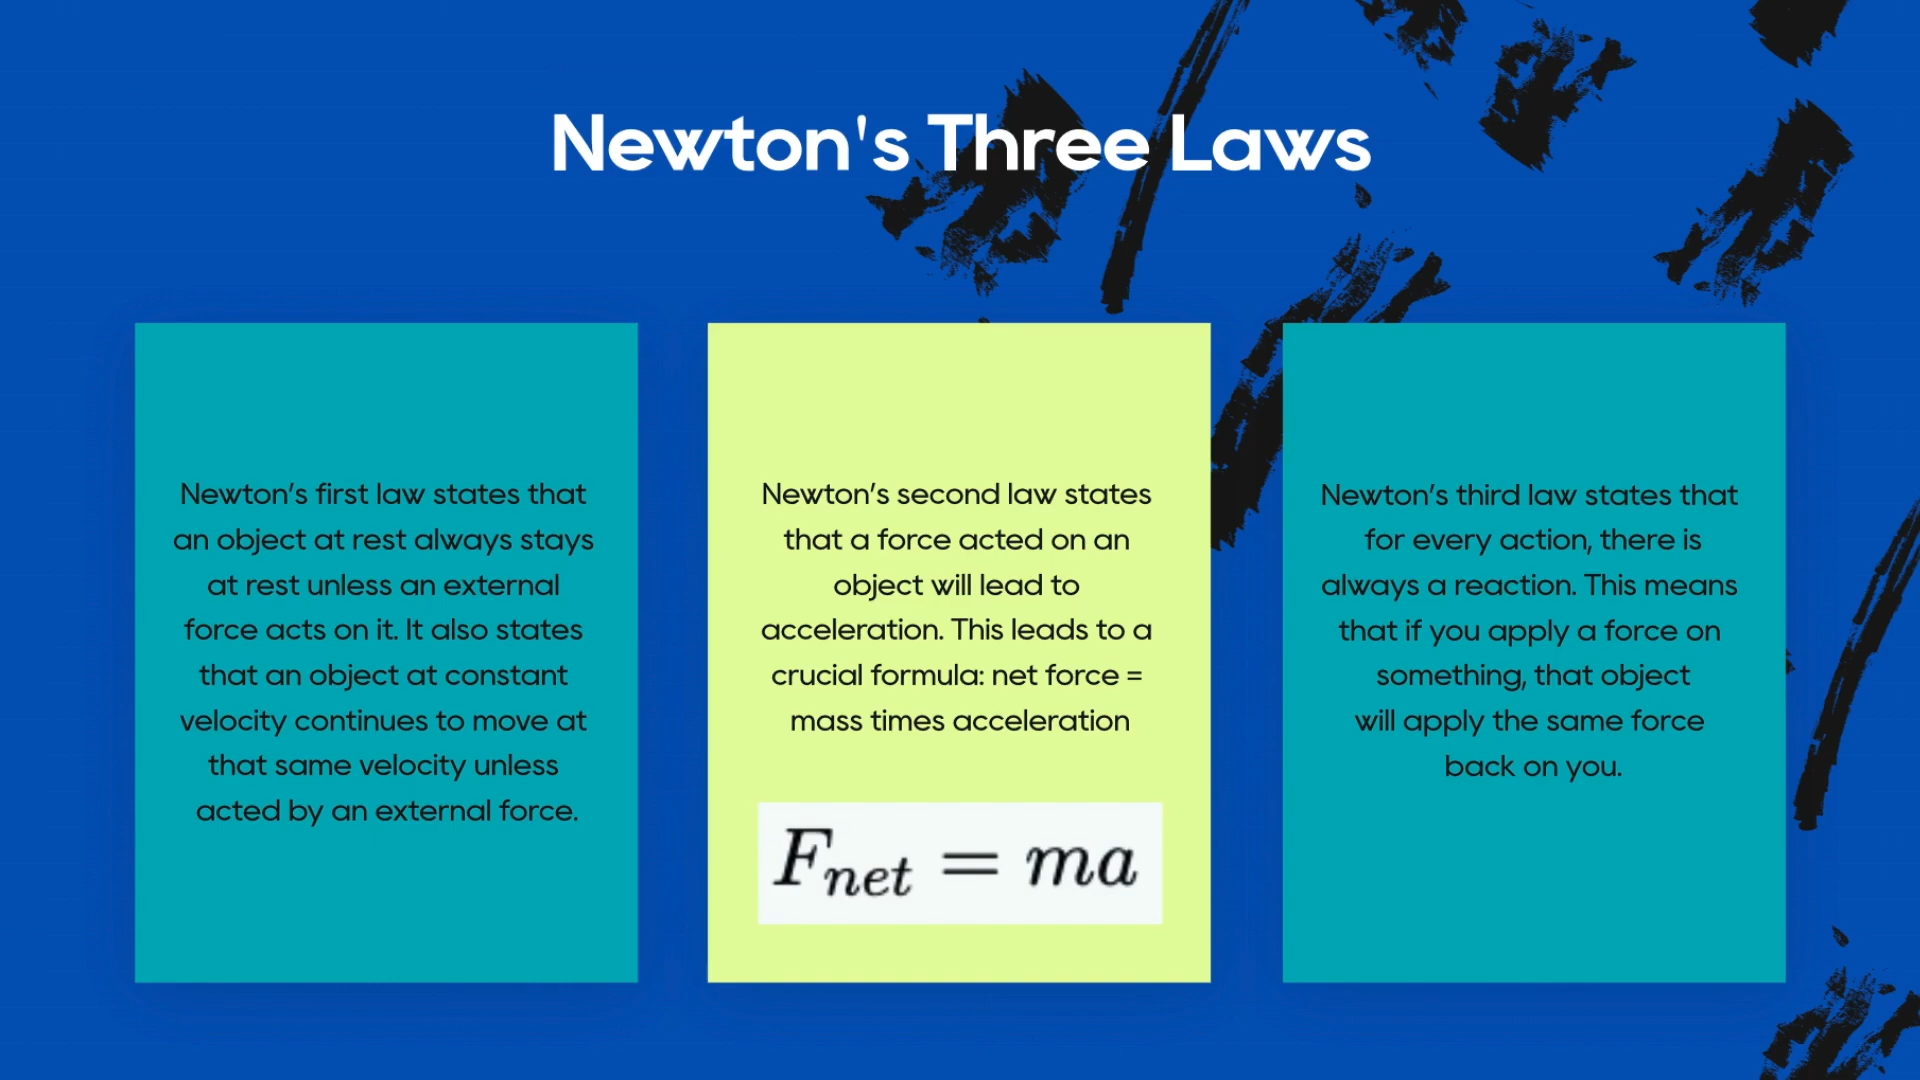 Newton's Three Laws
Newton’s first law states that
an object at rest always stays
at rest unless an external
force acts on it. It also states
that an object at constant
velocity continues to move at
that same velocity unless
acted by an external force.
Newton’s second law states
that a force acted on an
object will lead to
acceleration. This leads to a
crucial formula: net force =
mass times acceleration
F_{net} = ma
Newton’s third law states that
for every action, there is
always a reaction. This means
that if you apply a force on
something, that object
will apply the same force
back on you.